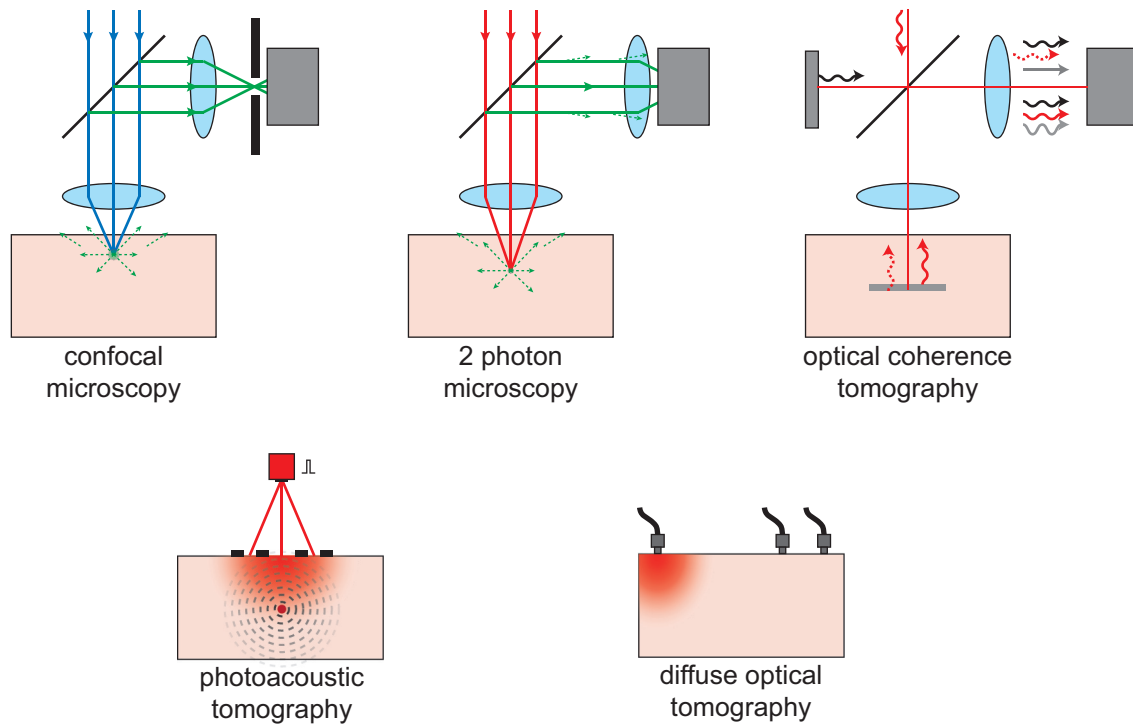 confocal
microscopy
2 photon
microscopy
optical coherence
tomography
photoacoustic
tomography
diffuse optical
tomography